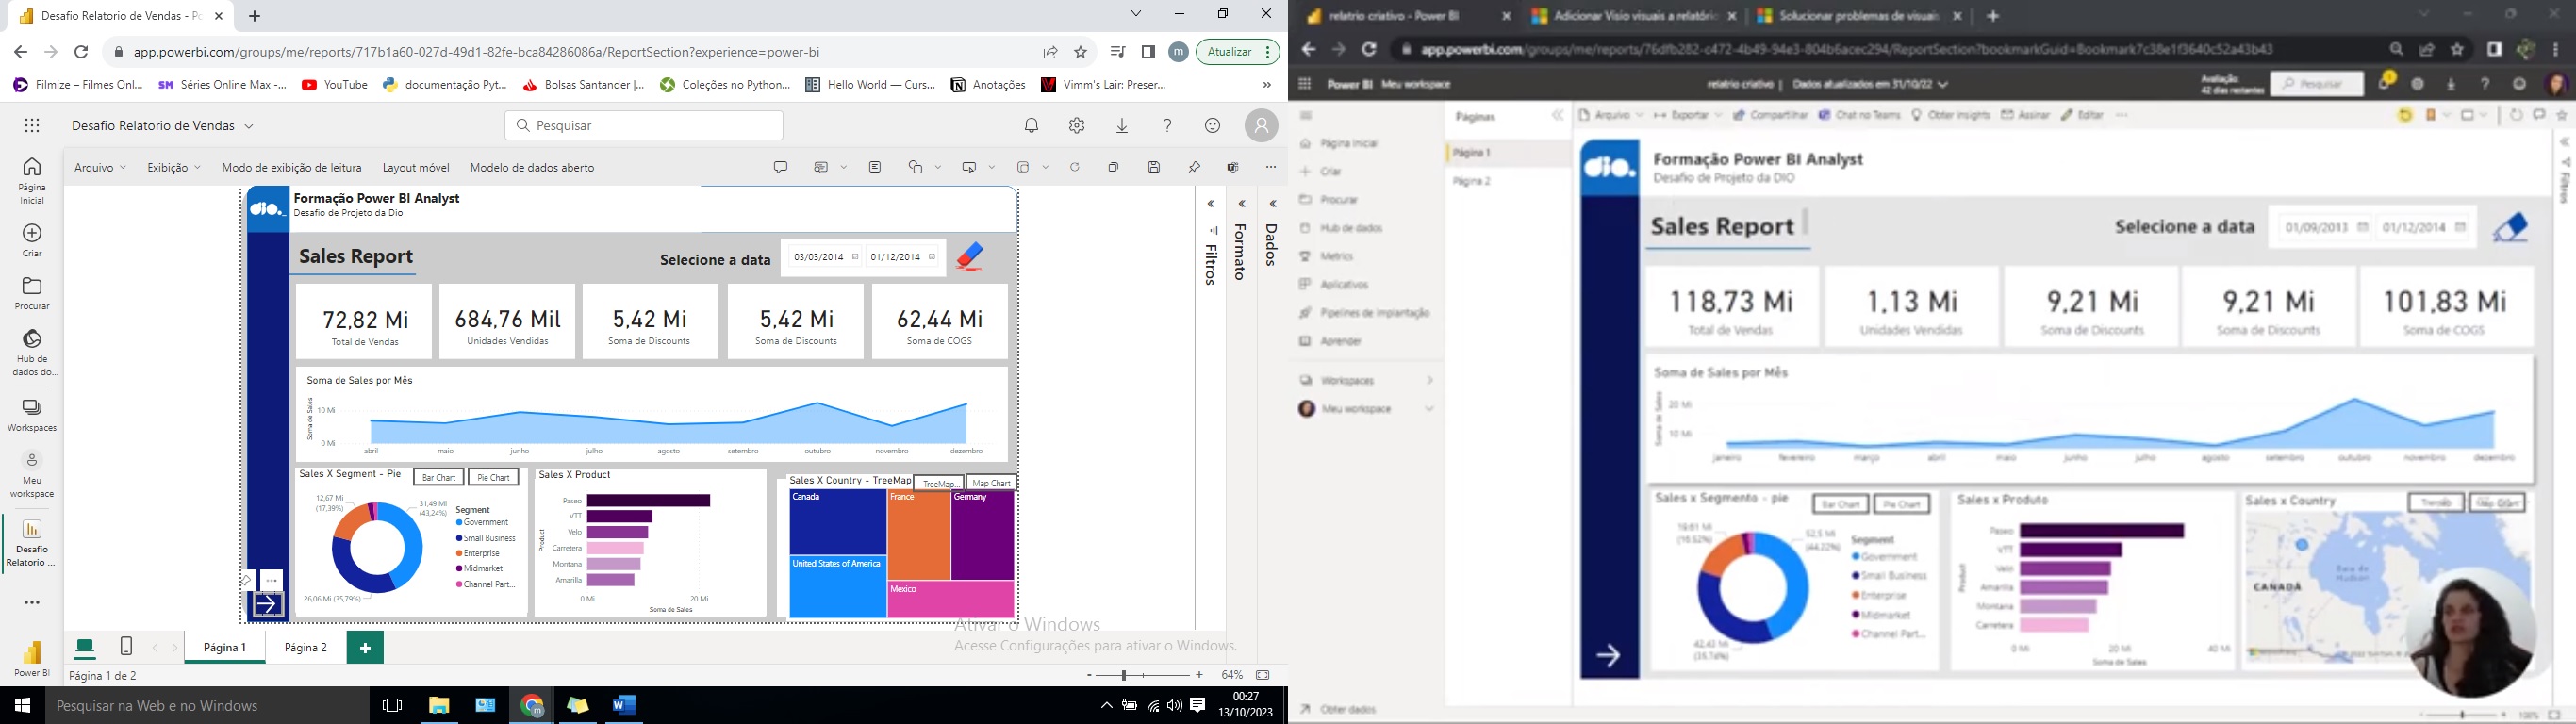 Desafio Relatorio de Vendas - Po
app.powerbi.com/groups/me/reports/717b1a60-027d-49d1-82fe-bca84286086a/ReportSection?experience=power-bi
m
Atualizar
Filmize – Filmes Onl...
SM Séries Online Max -...
YouTube
documentação Pyt...
Bolsas Santander |...
Coleções no Python...
Hello World — Curs...
Anotações
Vimm's Lair: Preser...
»
Desafio Relatorio de Vendas
Pesquisar
Arquivo
Exibição
Modo de exibição de leitura
Layout móvel
Modelo de dados aberto
Página Inicial
Criar
Procurar
Hub de dados do...
Workspaces
Meu workspace
Desafio Relatorio ...
Power BI
dio.
Formação Power BI Analyst
Desafio de Projeto da Dio
Sales Report
Selecione a data
03/03/2014
01/12/2014
72,82 Mi
Total de Vendas
684,76 Mil
Unidades Vendidas
5,42 Mi
Soma de Discounts
5,42 Mi
Soma de Discounts
62,44 Mi
Soma de COGS
Soma de Sales por Mês
Soma de Sales
10 Mi
0 Mi
abril
maio
junho
julho
agosto
setembro
outubro
novembro
dezembro
Sales X Segment - Pie
Bar Chart
Pie Chart
12,67 Mi (17,39%)
31,49 Mi (43,24%)
26,06 Mi (35,79%)
Segment
Government
Small Business
Enterprise
Midmarket
Channel Part...
Sales X Product
Product
Paseo
VTT
Velo
Carretera
Montana
Amarilla
0 Mi
20 Mi
Soma de Sales
Sales X Country - TreeMap
TreeMap...
Map Chart
Canada
France
Germany
United States of America
Mexico
Filtros
Formato
Dados
Ativar o Windows
Acesse Configurações para ativar o Windows.
Página 1
Página 2
+
Página 1 de 2
64%
Pesquisar na Web e no Windows
00:27
13/10/2023
relatrio criativo - Power BI
Adicionar Visio visuais a relatóri
Solucionar problemas de visuais
app.powerbi.com/groups/me/reports/76dfb282-c472-4b49-94e3-804b6acec294/ReportSection?bookmarkGuid=Bookmark7c38e1f3640c52a43b43
Power BI
Meu workspace
relatrio criativo
Dados atualizados em 31/10/22
Avaliação:
42 dias restantes
Pesquisar
Página Inicial
Criar
Procurar
Hub de dados
Metrics
Aplicativos
Pipelines de implantação
Aprender
Workspaces
Meu workspace
Obter dados
Páginas
Página 1
Página 2
Arquivo
Exportar
Compartilhar
Chat no Teams
Obter insights
Assinar
Editar
Filtros
dio.
Formação Power BI Analyst
Desafio de Projeto da DIO
Sales Report
Selecione a data
01/09/2013
01/12/2014
118,73 Mi
Total de Vendas
1,13 Mi
Unidades Vendidas
9,21 Mi
Soma de Discounts
9,21 Mi
Soma de Discounts
101,83 Mi
Soma de COGS
Soma de Sales por Mês
Soma de Sales
20 Mi
10 Mi
janeiro
fevereiro
março
abril
maio
junho
julho
agosto
setembro
outubro
novembro
dezembro
Sales x Segmento - pie
Bar Chart
Pie Chart
19,61 Mi (16,52%)
52,5 Mi (44,22%)
42,43 Mi (35,74%)
Segment
Government
Small Business
Enterprise
Midmarket
Channel Part...
Sales x Produto
Product
Paseo
VTT
Velo
Amarilla
Montana
Carretera
0 Mi
20 Mi
40 Mi
Soma de Sales
Sales x Country
CANADÁ
100%